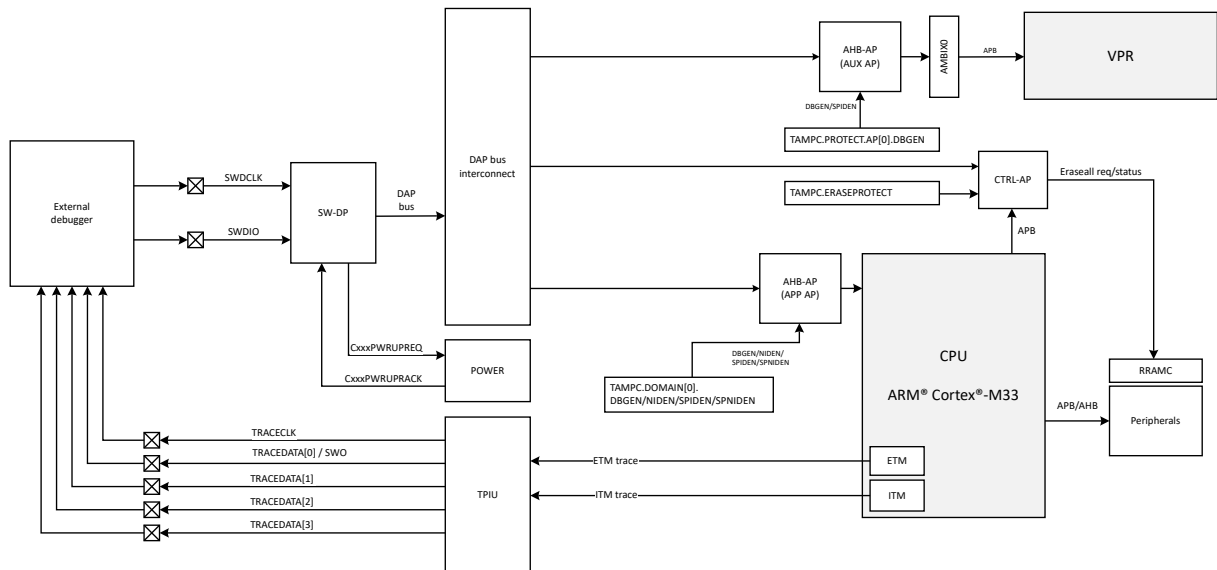 AHB-AP
(AUX AP)
AMBIX0
APB
VPR
DBGEN/SPIDEN
TAMPC.PROTECT.AP[0].DBGEN
External
debugger
SWDCLK
SWDIO
SW-DP
DAP
bus
DAP bus
interconnect
CTRL-AP
Eraseall req/status
TAMPC.ERASEPROTECT
APB
AHB-AP
(APP AP)
CxxxPWRUPREQ
CxxxPWRUPRACK
POWER
DBGEN/NIDEN/
SPIDEN/SPNIDEN
TAMPC.DOMAIN[0].
DBGEN/NIDEN/SPIDEN/SPNIDEN
CPU
ARM® Cortex®-M33
RRAMC
APB/AHB
Peripherals
TRACECLK
TRACEDATA[0] / SWO
TRACEDATA[1]
TRACEDATA[2]
TRACEDATA[3]
TPIU
ETM trace
ITM trace
ETM
ITM